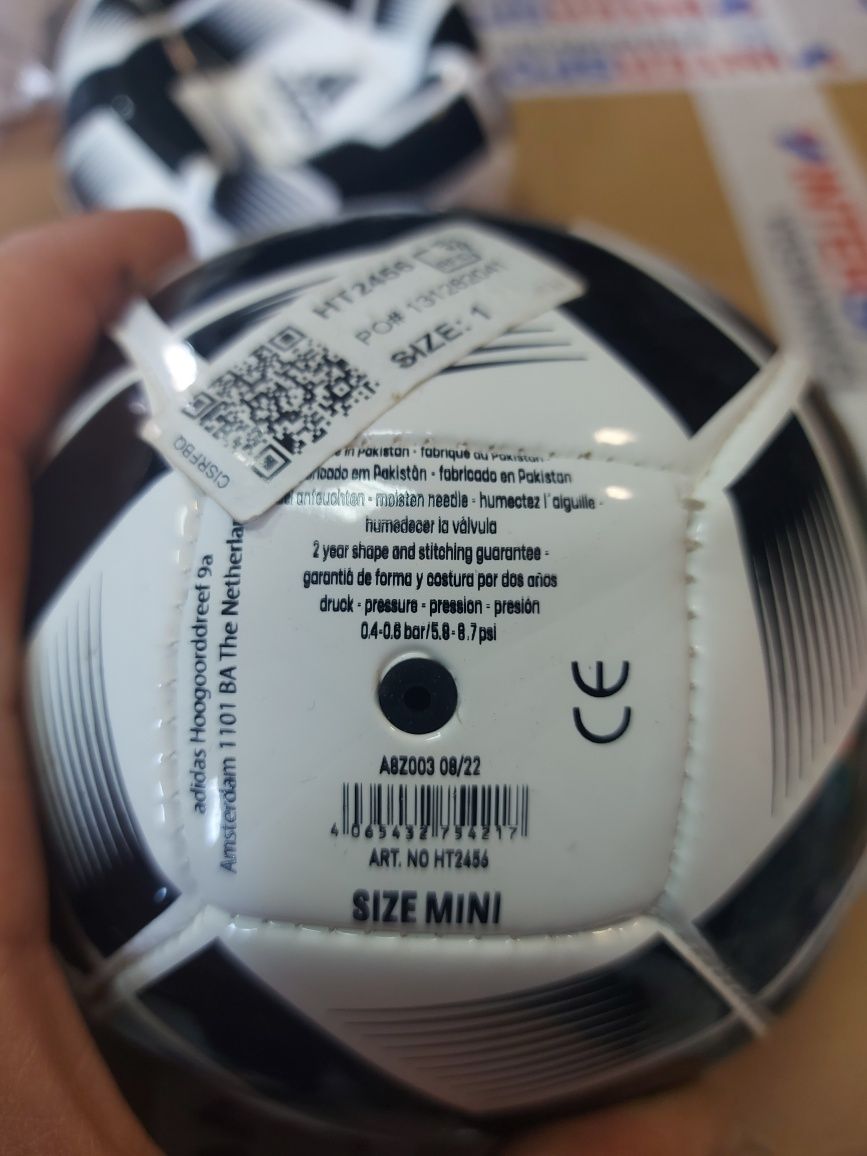 HT2456
PO# 131282041
SIZE: 1
CJSRFBQ
in Pakistan - fabriqué au Pakistan
em Pakistân - fabricado en Pakistan
anfeuchten - moisten needle - humectez l'aiguille -
humedecer la válvula
2 year shape and stitching guarantee -
garantiá de forma y costura por dos años
druck - pressure - pression - presión
0.4-0.6 bar/5.8-8.7 psi
adidas Hoogoorddreef 9a
Amsterdam 1101 BA The Netherlan
CE
A8Z003 08/22
4 065432 754217
ART. NO HT2456
SIZE MINI